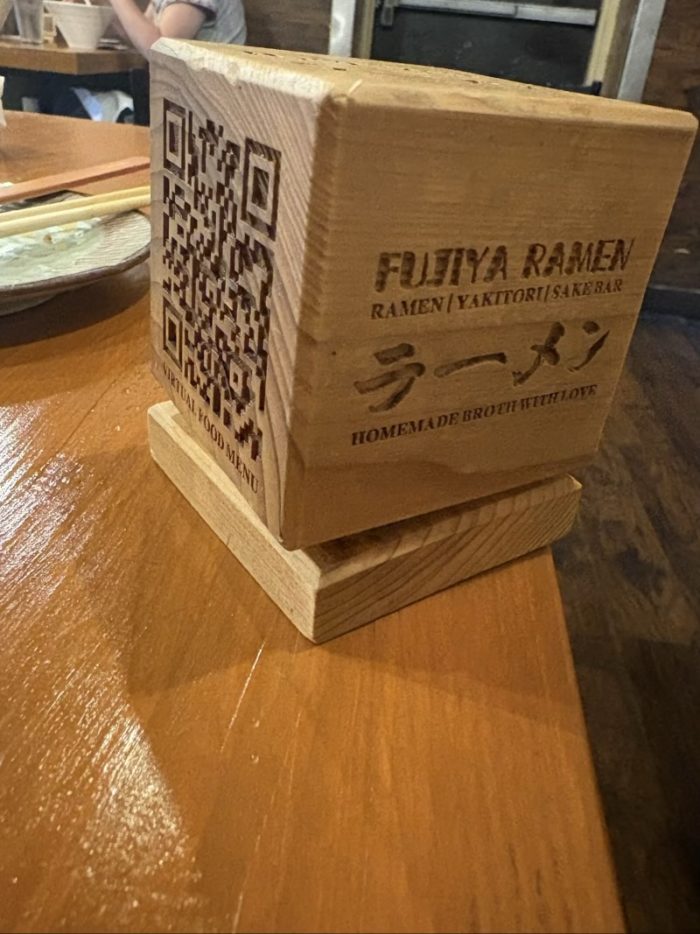 VIRTUAL FOOD MENU
FUJIYA RAMEN
RAMEN | YAKITORI | SAKE BAR
ラーメン
HOMEMADE BROTH WITH LOVE